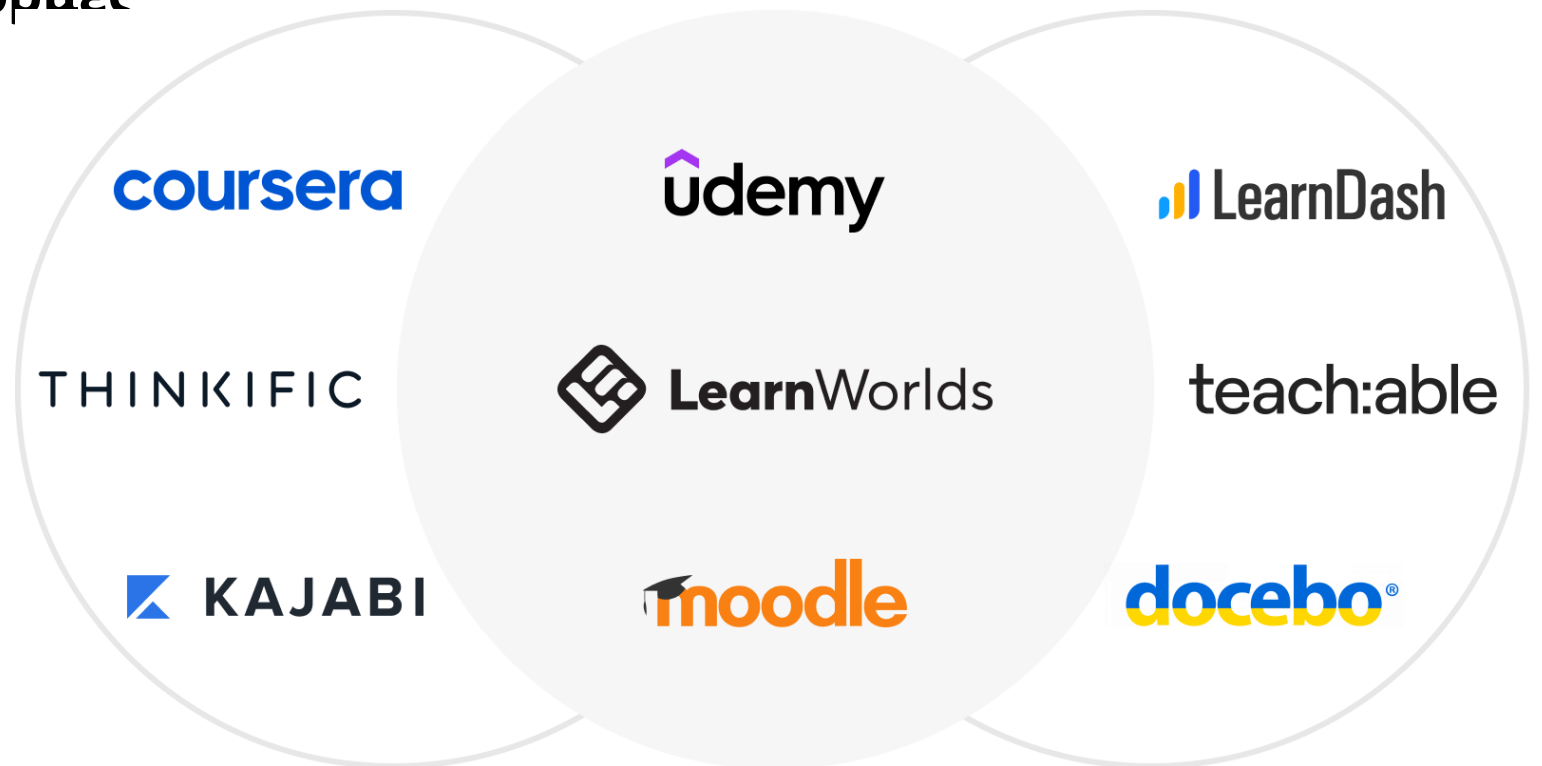 coursera
udemy
LearnDash
THINKIFIC
LearnWorlds
teach:able
KAJABI
moodle
docebo®